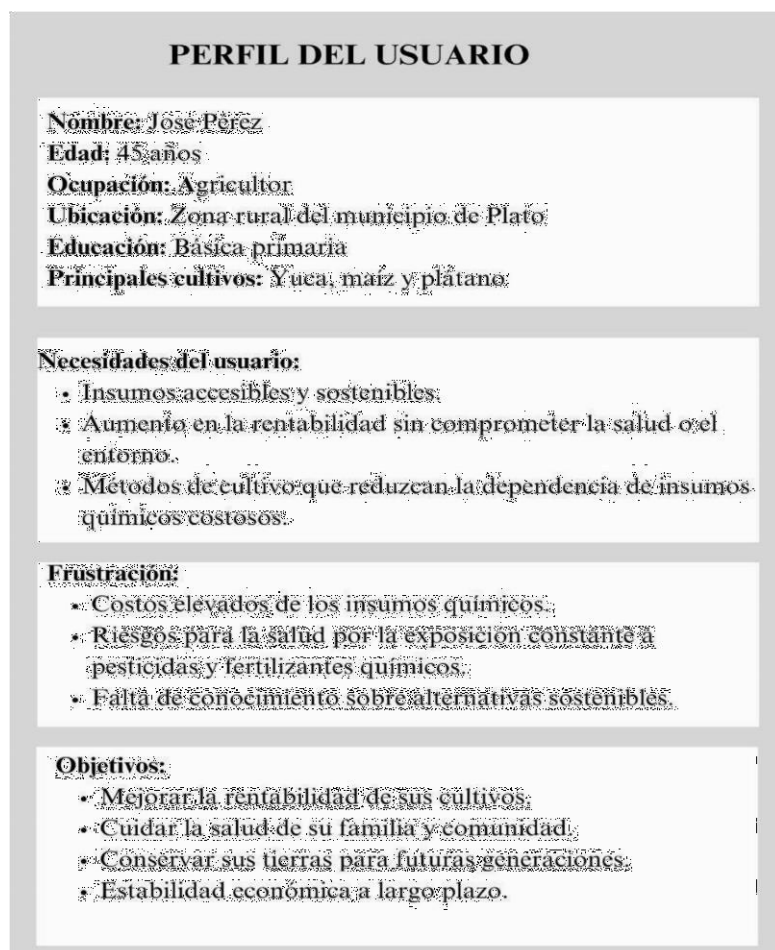 PERFIL DEL USUARIO
Nombre: Jose Pérez
Edad: 45 años
Ocupación: Agricultor
Ubicación: Zona rural del municipio de Plato
Educación: Básica primaria
Principales cultivos: Yuca, maíz y plátano.
Necesidades del usuario:
• Insumos accesibles y sostenibles.
• Aumento en la rentabilidad sin comprometer la salud o el
entorno.
• Métodos de cultivo que reduzcan la dependencia de insumos
químicos costosos.
Frustración:
• Costos elevados de los insumos químicos.
• Riesgos para la salud por la exposición constante a
pesticidas y fertilizantes químicos.
• Falta de conocimiento sobre alternativas sostenibles.
Objetivos:
• Mejorar la rentabilidad de sus cultivos.
• Cuidar la salud de su familia y comunidad.
• Conservar sus tierras para futuras generaciones.
• Estabilidad económica a largo plazo.